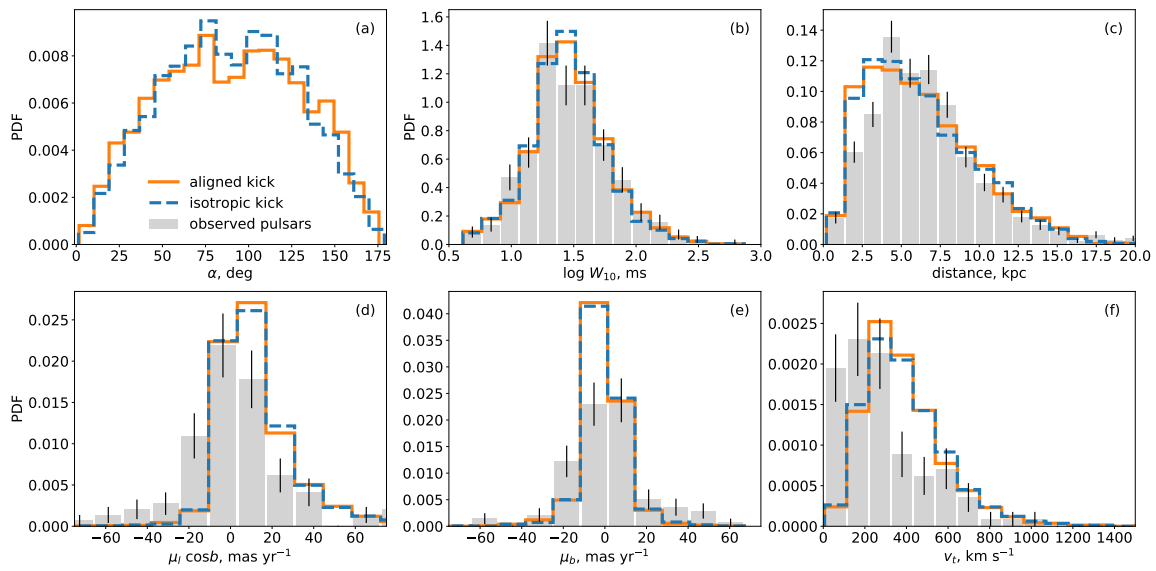 (a)
PDF
0.008
0.006
0.004
0.002
0.000
aligned kick
isotropic kick
observed pulsars
1 25 50 75 100 125 150 180
α, deg
(b)
PDF
1.6
1.4
1.2
1.0
0.8
0.6
0.4
0.2
0.0
0.5 1.0 1.5 2.0 2.5 3.0
log W₁₀, ms
(c)
0.14
0.12
0.10
0.08
0.06
0.04
0.02
0.00
0.0 2.5 5.0 7.5 10.0 12.5 15.0 17.5 20.0
distance, kpc
(d)
PDF
0.025
0.020
0.015
0.010
0.005
0.000
−60 −40 −20 0 20 40 60
μₗ cosb, mas yr⁻¹
(e)
0.040
0.035
0.030
0.025
0.020
0.015
0.010
0.005
0.000
−60 −40 −20 0 20 40 60
μ_b, mas yr⁻¹
(f)
0.0025
0.0020
0.0015
0.0010
0.0005
0.0000
0 200 400 600 800 1000 1200 1400
vₜ, km s⁻¹